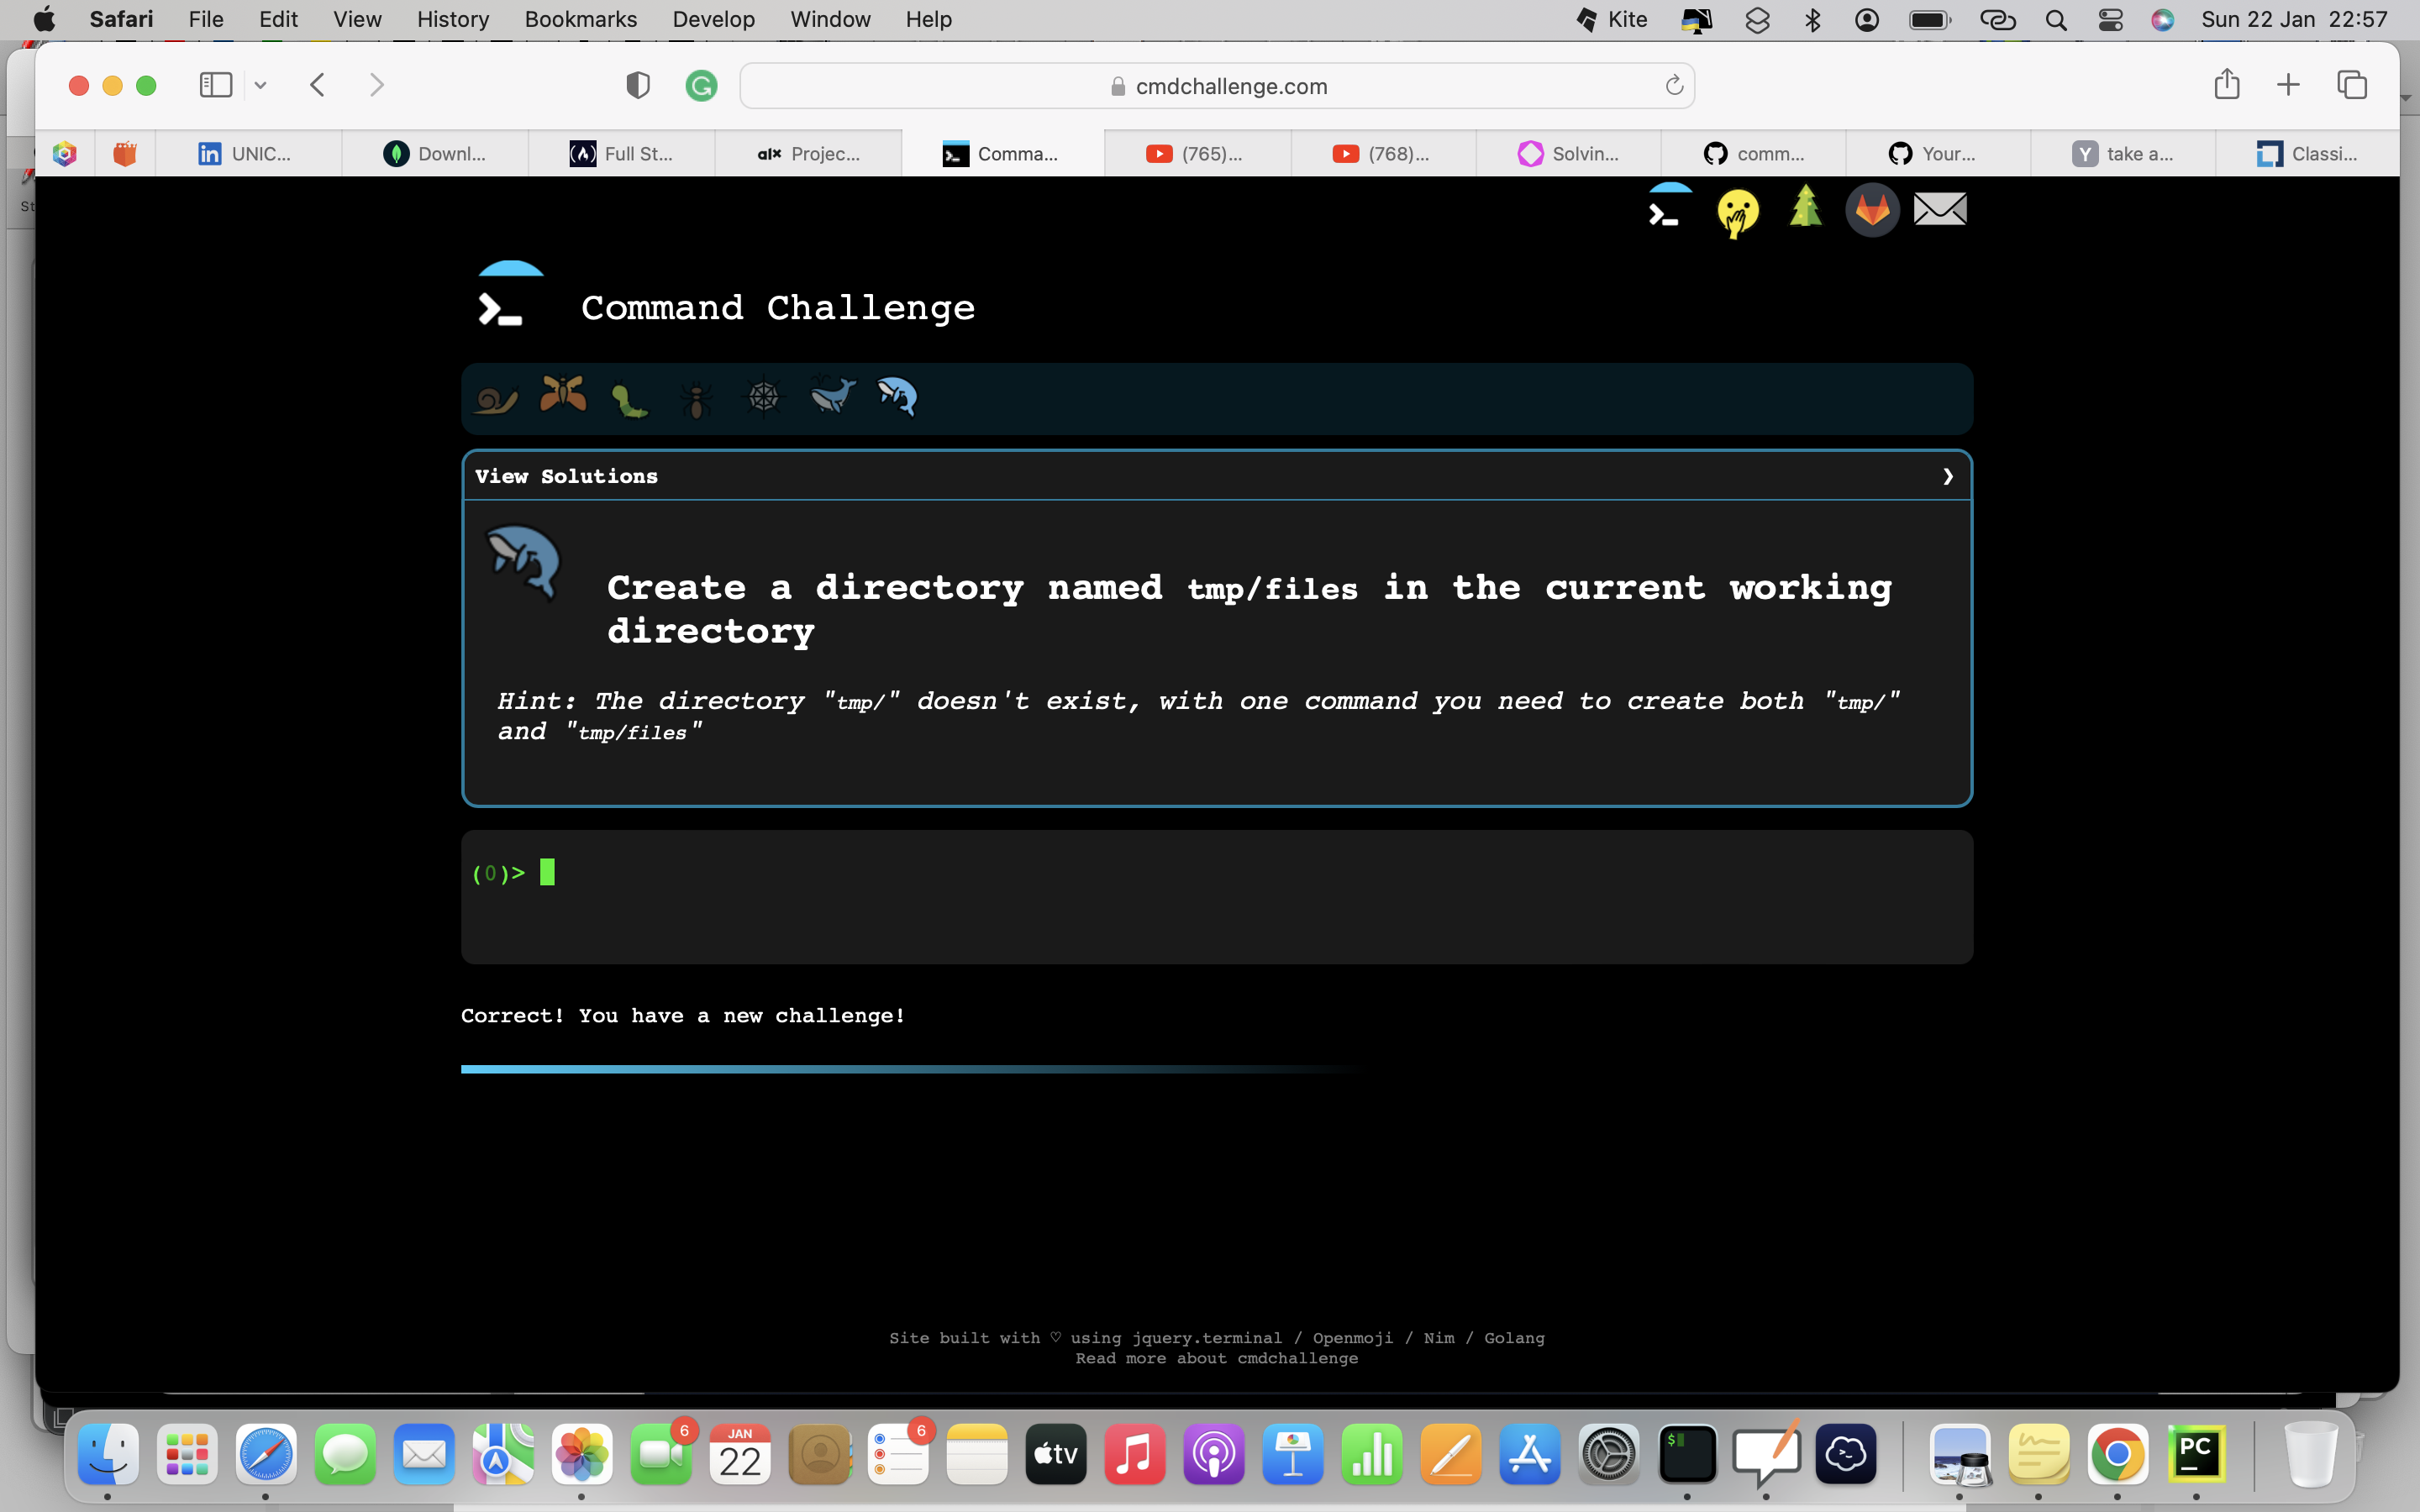 Safari File Edit View History Bookmarks Develop Window Help Kite Sun 22 Jan 22:57
cmdchallenge.com
UNIC... Downl... Full St... alx Projec... Comma... (765)... (768)... Solvin... comm... Your... Y take a... Classi...
St
Command Challenge
View Solutions
Create a directory named tmp/files in the current working
directory
Hint: The directory "tmp/" doesn't exist, with one command you need to create both "tmp/"
and "tmp/files"
(0)>
Correct! You have a new challenge!
Site built with ♡ using jquery.terminal / Openmoji / Nim / Golang
Read more about cmdchallenge
6 JAN 6
22 tv $ PC